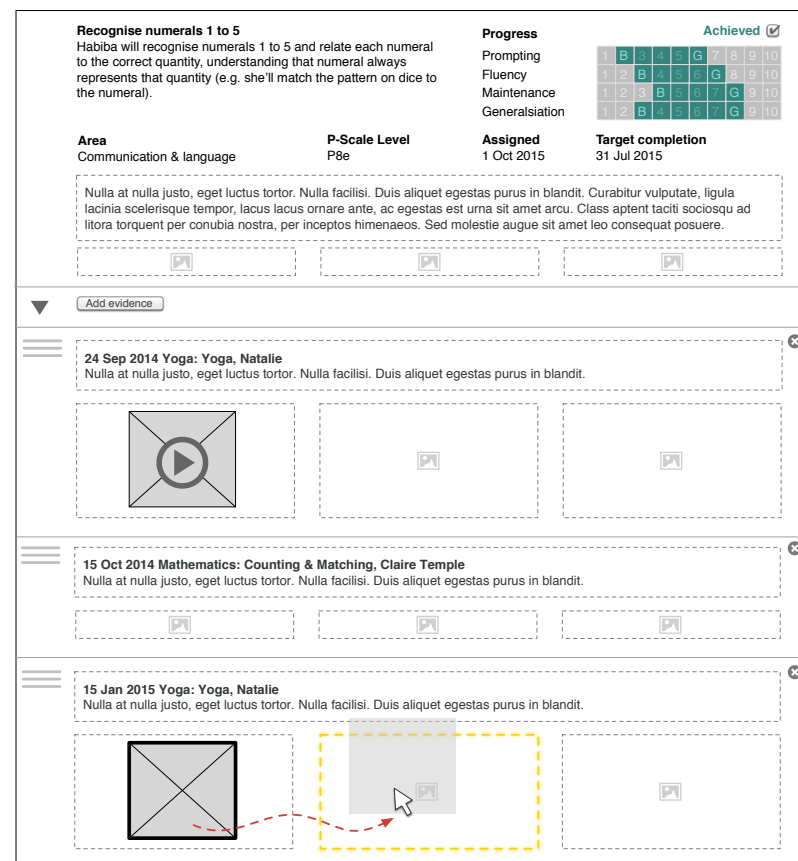 Recognise numerals 1 to 5
Habiba will recognise numerals 1 to 5 and relate each numeral
to the correct quantity, understanding that numeral always
represents that quantity (e.g. she'll match the pattern on dice to
the numeral).
Progress
Achieved
Prompting
1 B 3 4 5 G 7 8 9 10
Fluency
1 2 B 4 5 6 G 8 9 10
Maintenance
1 2 3 B 5 6 7 G 9 10
Generalsiation
1 2 B 4 5 6 7 G 9 10
Area
Communication & language
P-Scale Level
P8e
Assigned
1 Oct 2015
Target completion
31 Jul 2015
Nulla at nulla justo, eget luctus tortor. Nulla facilisi. Duis aliquet egestas purus in blandit. Curabitur vulputate, ligula
lacinia scelerisque tempor, lacus lacus ornare ante, ac egestas est urna sit amet arcu. Class aptent taciti sociosqu ad
litora torquent per conubia nostra, per inceptos himenaeos. Sed molestie augue sit amet leo consequat posuere.
Add evidence
24 Sep 2014 Yoga: Yoga, Natalie
Nulla at nulla justo, eget luctus tortor. Nulla facilisi. Duis aliquet egestas purus in blandit.
15 Oct 2014 Mathematics: Counting & Matching, Claire Temple
Nulla at nulla justo, eget luctus tortor. Nulla facilisi. Duis aliquet egestas purus in blandit.
15 Jan 2015 Yoga: Yoga, Natalie
Nulla at nulla justo, eget luctus tortor. Nulla facilisi. Duis aliquet egestas purus in blandit.